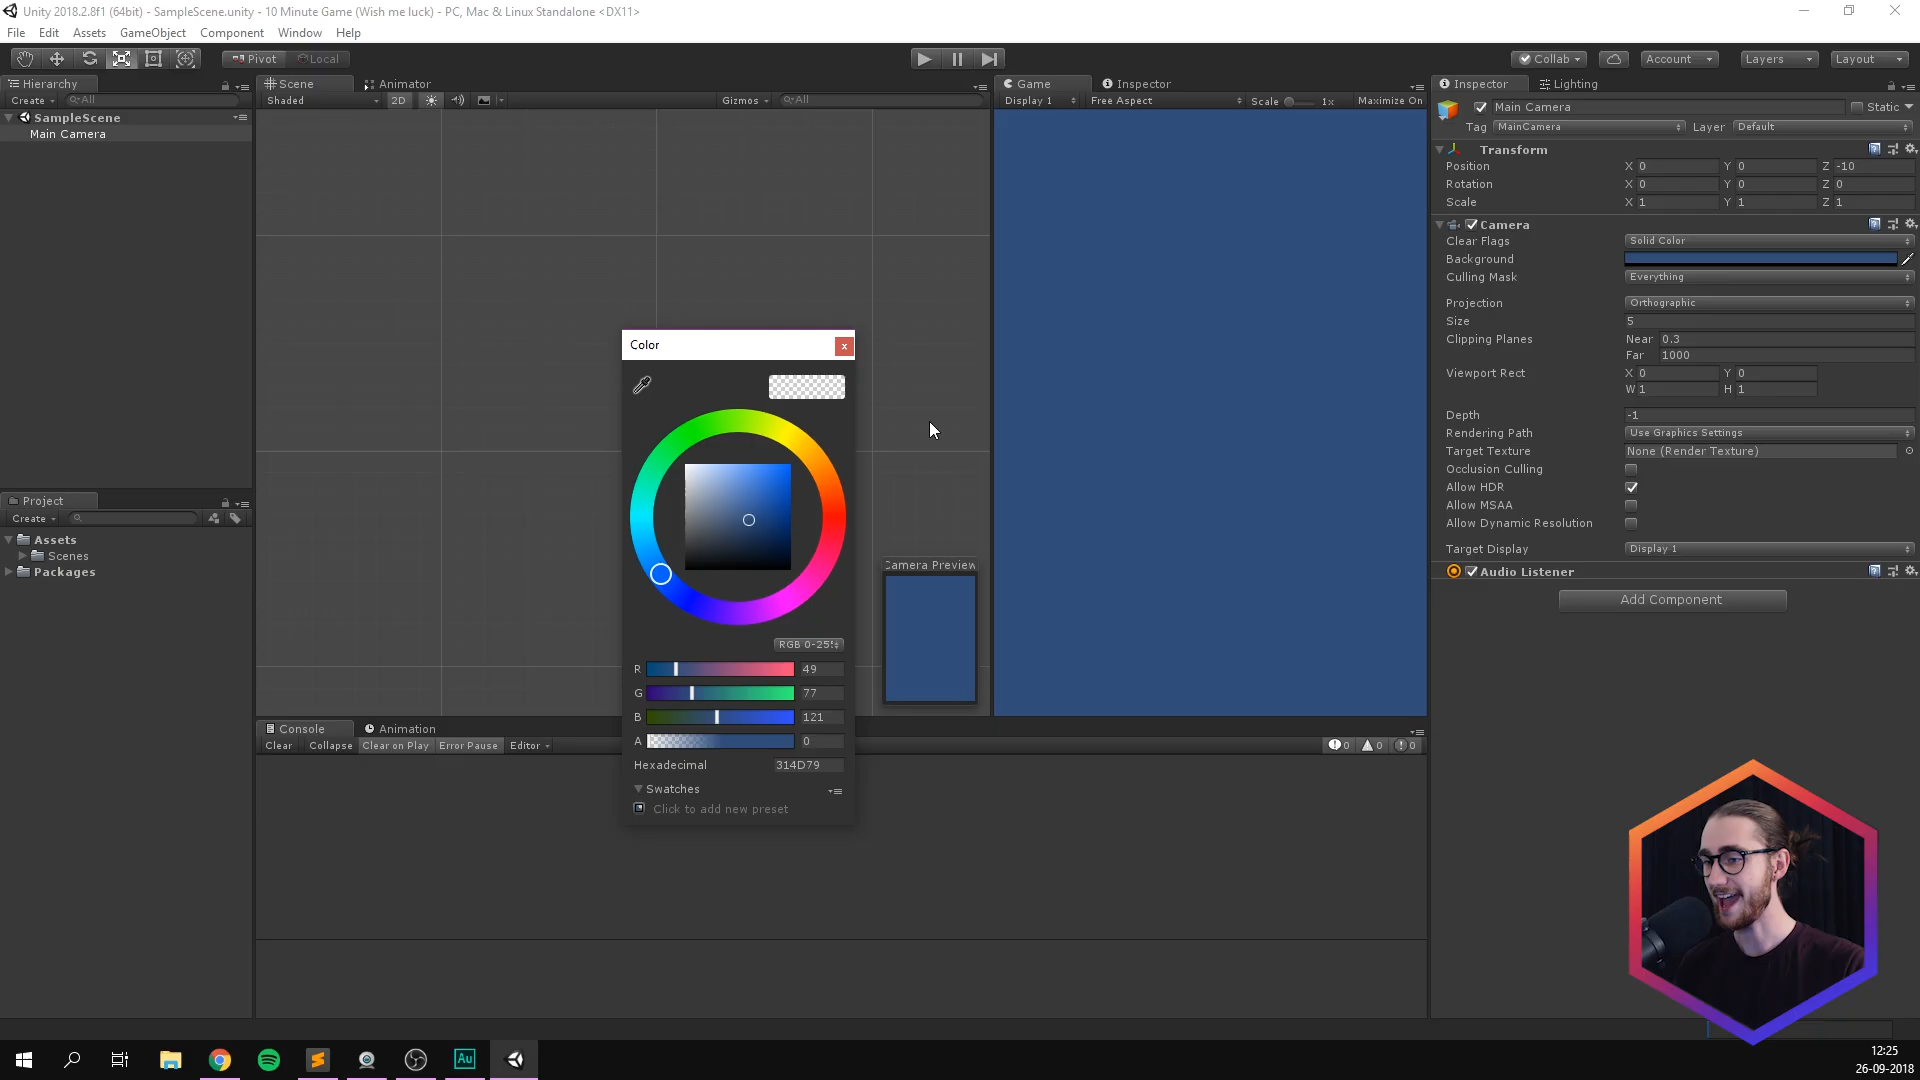 Unity 2018.2.8f1 (64bit) - SampleScene.unity - 10 Minute Game (Wish me luck) - PC, Mac & Linux Standalone <DX11>
File Edit Assets GameObject Component Window Help
Pivot Local Collab Account Layers Layout
Hierarchy
Create All
SampleScene
Main Camera
Scene Animator
Shaded 2D Gizmos All
Game Inspector
Display 1 Free Aspect Scale 1x Maximize On
Inspector Lighting
Main Camera Static
Tag MainCamera Layer Default
Transform
Position X 0 Y 0 Z -10
Rotation X 0 Y 0 Z 0
Scale X 1 Y 1 Z 1
Camera
Clear Flags Solid Color
Background
Culling Mask Everything
Projection Orthographic
Size 5
Clipping Planes Near 0.3
Far 1000
Viewport Rect X 0 Y 0
W 1 H 1
Depth -1
Rendering Path Use Graphics Settings
Target Texture None (Render Texture)
Occlusion Culling
Allow HDR
Allow MSAA
Allow Dynamic Resolution
Target Display Display 1
Audio Listener
Add Component
Project
Create
Assets
Scenes
Packages
Color
x
RGB 0-255
R 49
G 77
B 121
A 0
Hexadecimal 314D79
Swatches
Click to add new preset
Camera Preview
Console Animation
Clear Collapse Clear on Play Error Pause Editor 0 0 0
Au
12:25
26-09-2018